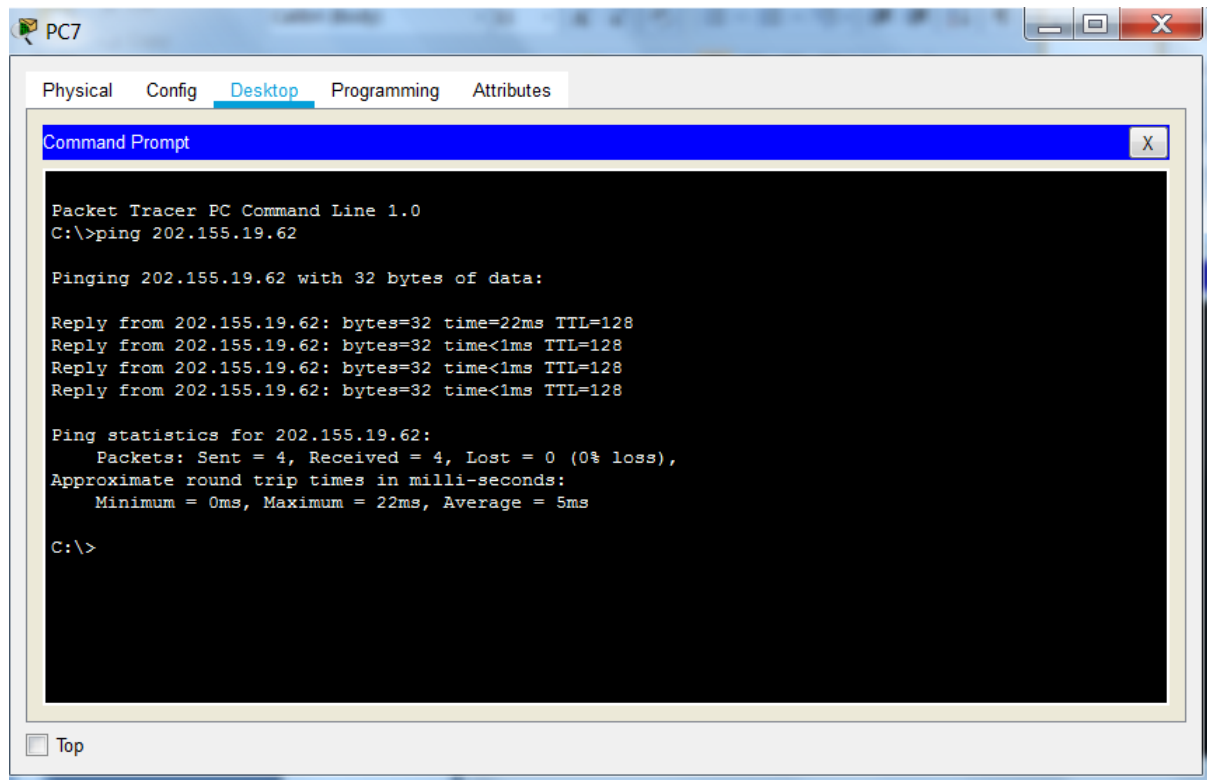 PC7
Physical Config Desktop Programming Attributes
Command Prompt
X
Packet Tracer PC Command Line 1.0
C:\>ping 202.155.19.62
Pinging 202.155.19.62 with 32 bytes of data:
Reply from 202.155.19.62: bytes=32 time=22ms TTL=128
Reply from 202.155.19.62: bytes=32 time<1ms TTL=128
Reply from 202.155.19.62: bytes=32 time<1ms TTL=128
Reply from 202.155.19.62: bytes=32 time<1ms TTL=128
Ping statistics for 202.155.19.62:
Packets: Sent = 4, Received = 4, Lost = 0 (0% loss),
Approximate round trip times in milli-seconds:
Minimum = 0ms, Maximum = 22ms, Average = 5ms
C:\>
Top